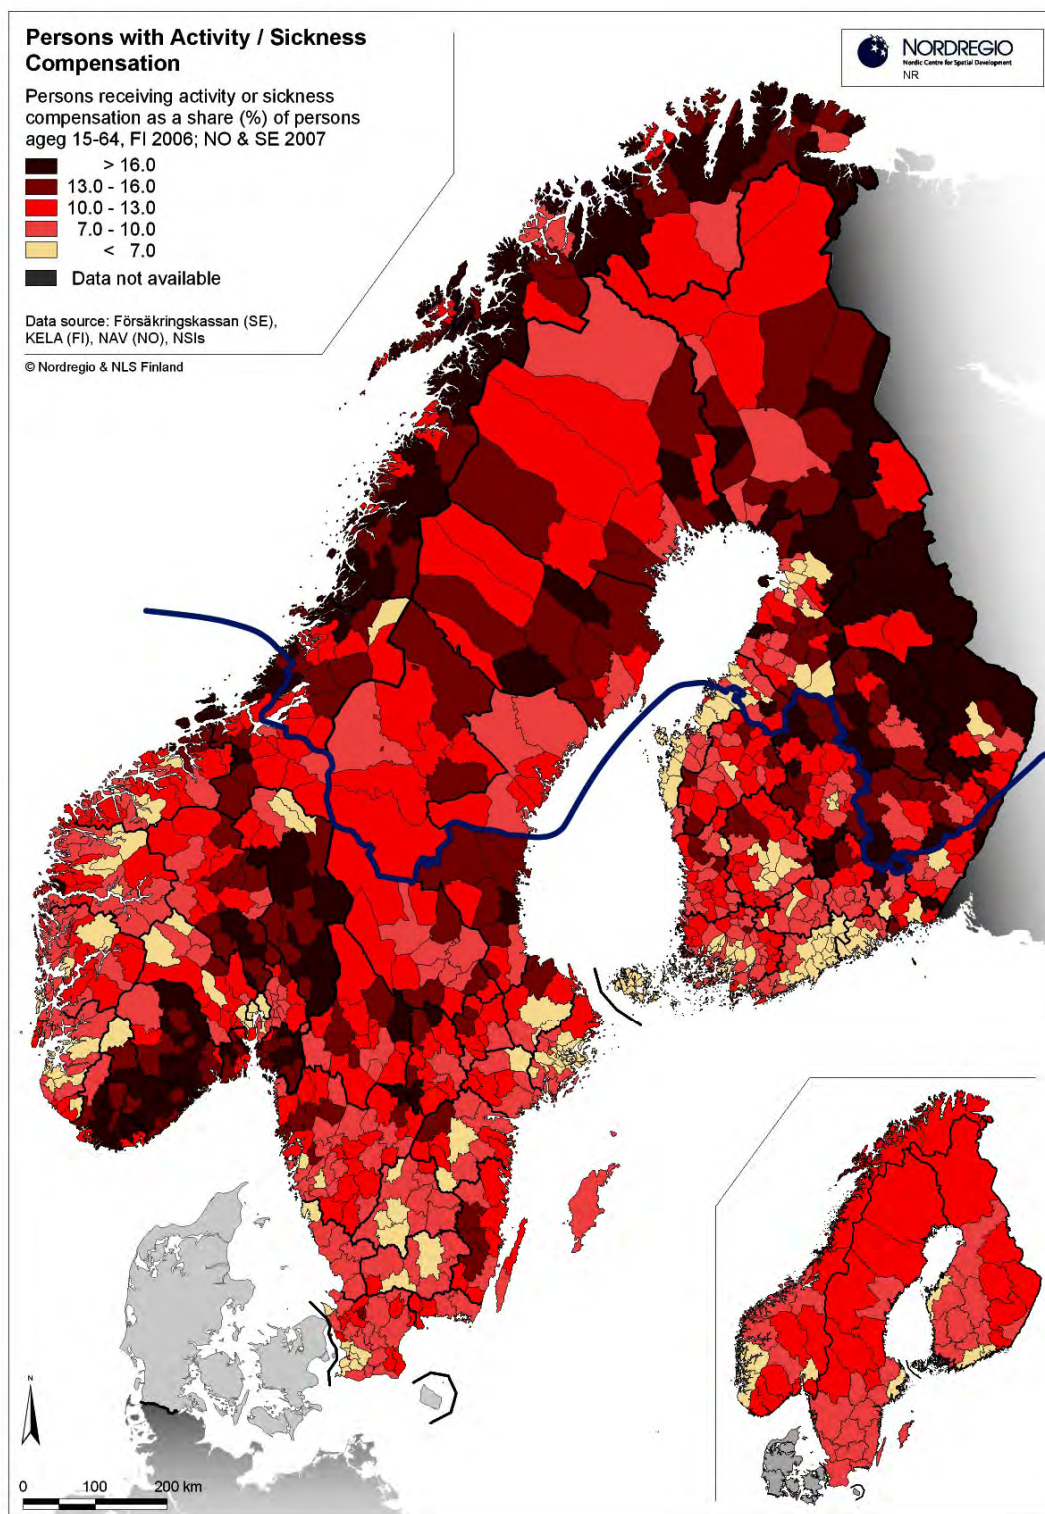 Persons with Activity / Sickness
Compensation
Persons receiving activity or sickness
compensation as a share (%) of persons
ageg 15-64, FI 2006; NO & SE 2007
> 16.0
13.0 - 16.0
10.0 - 13.0
7.0 - 10.0
< 7.0
Data not available
Data source: Försäkringskassan (SE),
KELA (FI), NAV (NO), NSIs
© Nordregio & NLS Finland
NORDREGIO
Nordic Centre for Spatial Development
NR
N
0 100 200 km